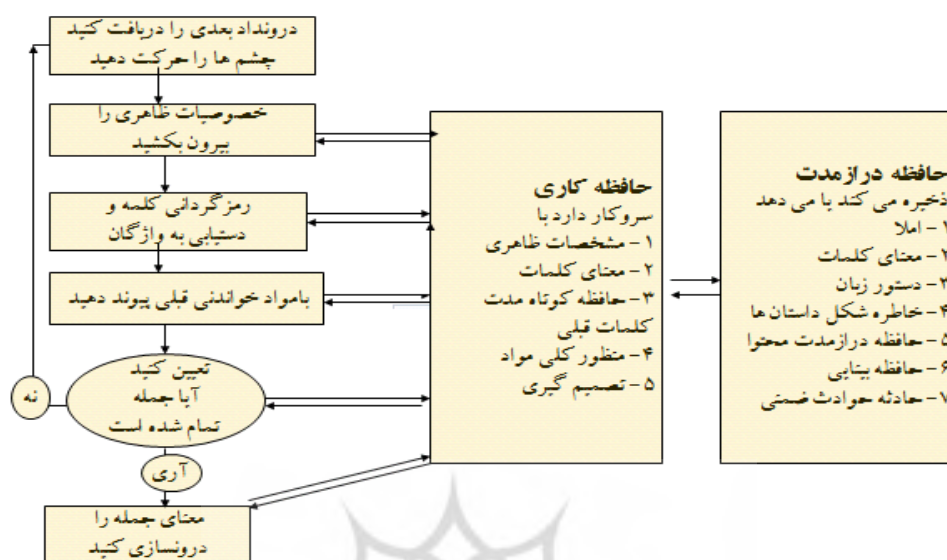 دروندادبعدی را دریافت کنید
چشم ها را حرکت دهید
خصوصیات ظاهری را
بیرون بکشید
رمزگردانی کلمه و
دستیابی به واژگان
بامواد خواندنی قبلی پیوند دهید
تعیین کنید
آیا جمله
تمام شده است
نه
آری
معنای جمله را
درونسازی کنید
حافظه کاری
سروکار دارد با
۱- مشخصات ظاهری
۲- معنای کلمات
۳- حافظه کوتاه مدت
کلمات قبلی
۴- منظور کلی مواد
۵- تصمیم گیری
حافظه درازمدت
ذخیره می کند یا می دهد
۱- املا
۲- معنای کلمات
۳- دستور زبان
۴- خاطره شکل داستان ها
۵- حافظه درازمدت محتوا
۶- حافظه بینایی
۷- حادثه حوادث ضمنی